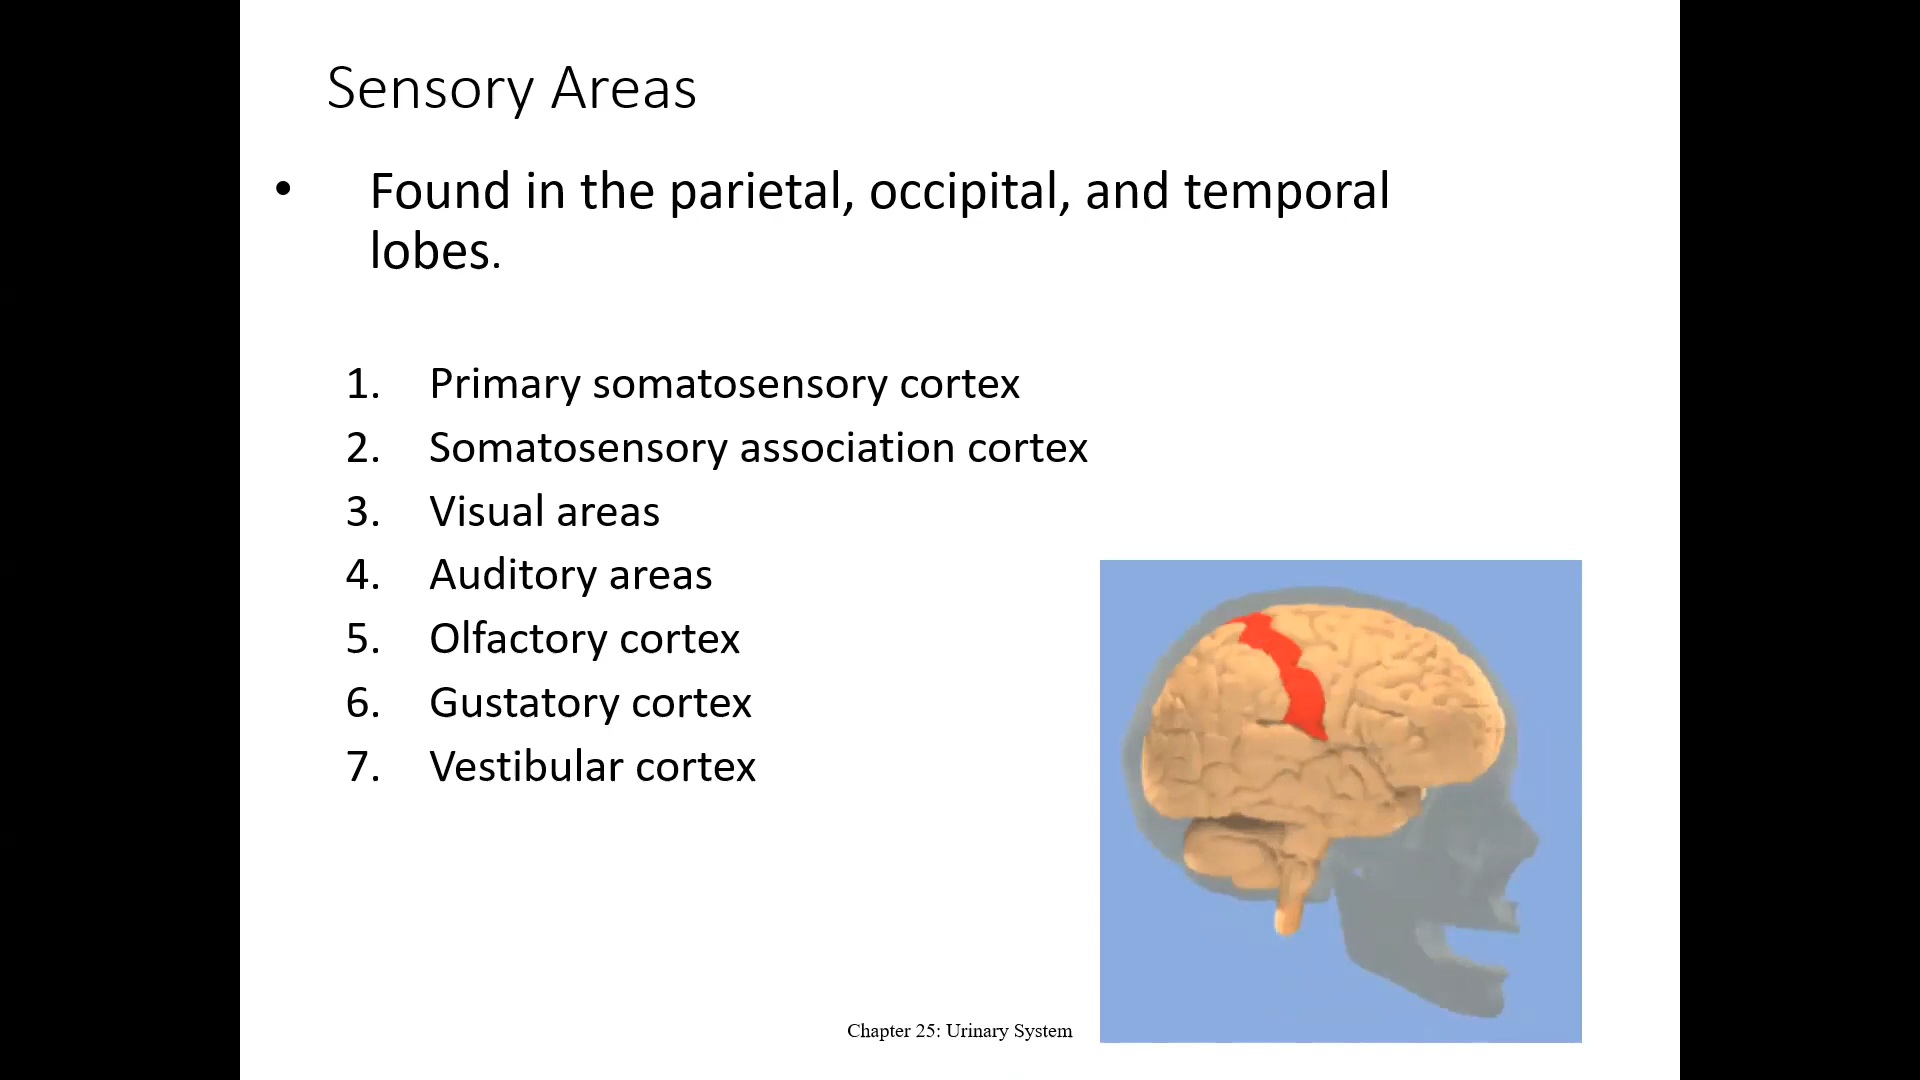 Sensory Areas
• Found in the parietal, occipital, and temporal
lobes.
1. Primary somatosensory cortex
2. Somatosensory association cortex
3. Visual areas
4. Auditory areas
5. Olfactory cortex
6. Gustatory cortex
7. Vestibular cortex
Chapter 25: Urinary System